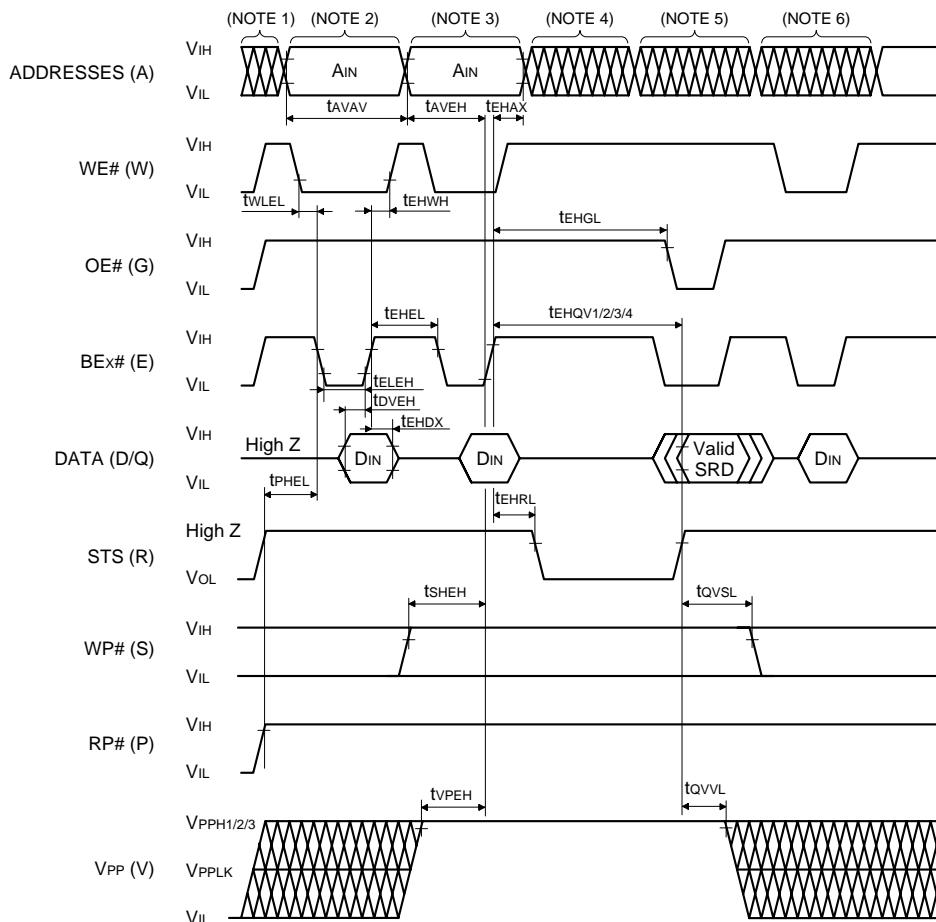 (NOTE 1) (NOTE 2) (NOTE 3) (NOTE 4) (NOTE 5) (NOTE 6)
ADDRESSES (A)
VIH
VIL
AIN AIN
tAVAV tAVEH tEHAX
WE# (W)
VIH
VIL
tWLEL tEHWH
tEHGL
OE# (G)
VIH
VIL
tEHEL tEHQV1/2/3/4
BEX# (E)
VIH
VIL
tELEH
tDVEH
tEHDX
DATA (D/Q)
VIH
VIL
High Z DIN DIN Valid SRD DIN
tPHEL
tEHRL
STS (R)
High Z
VOL
tSHEH tQVSL
WP# (S)
VIH
VIL
RP# (P)
VIH
VIL
tVPEH tQVVL
VPP (V)
VPPH1/2/3
VPPLK
VIL